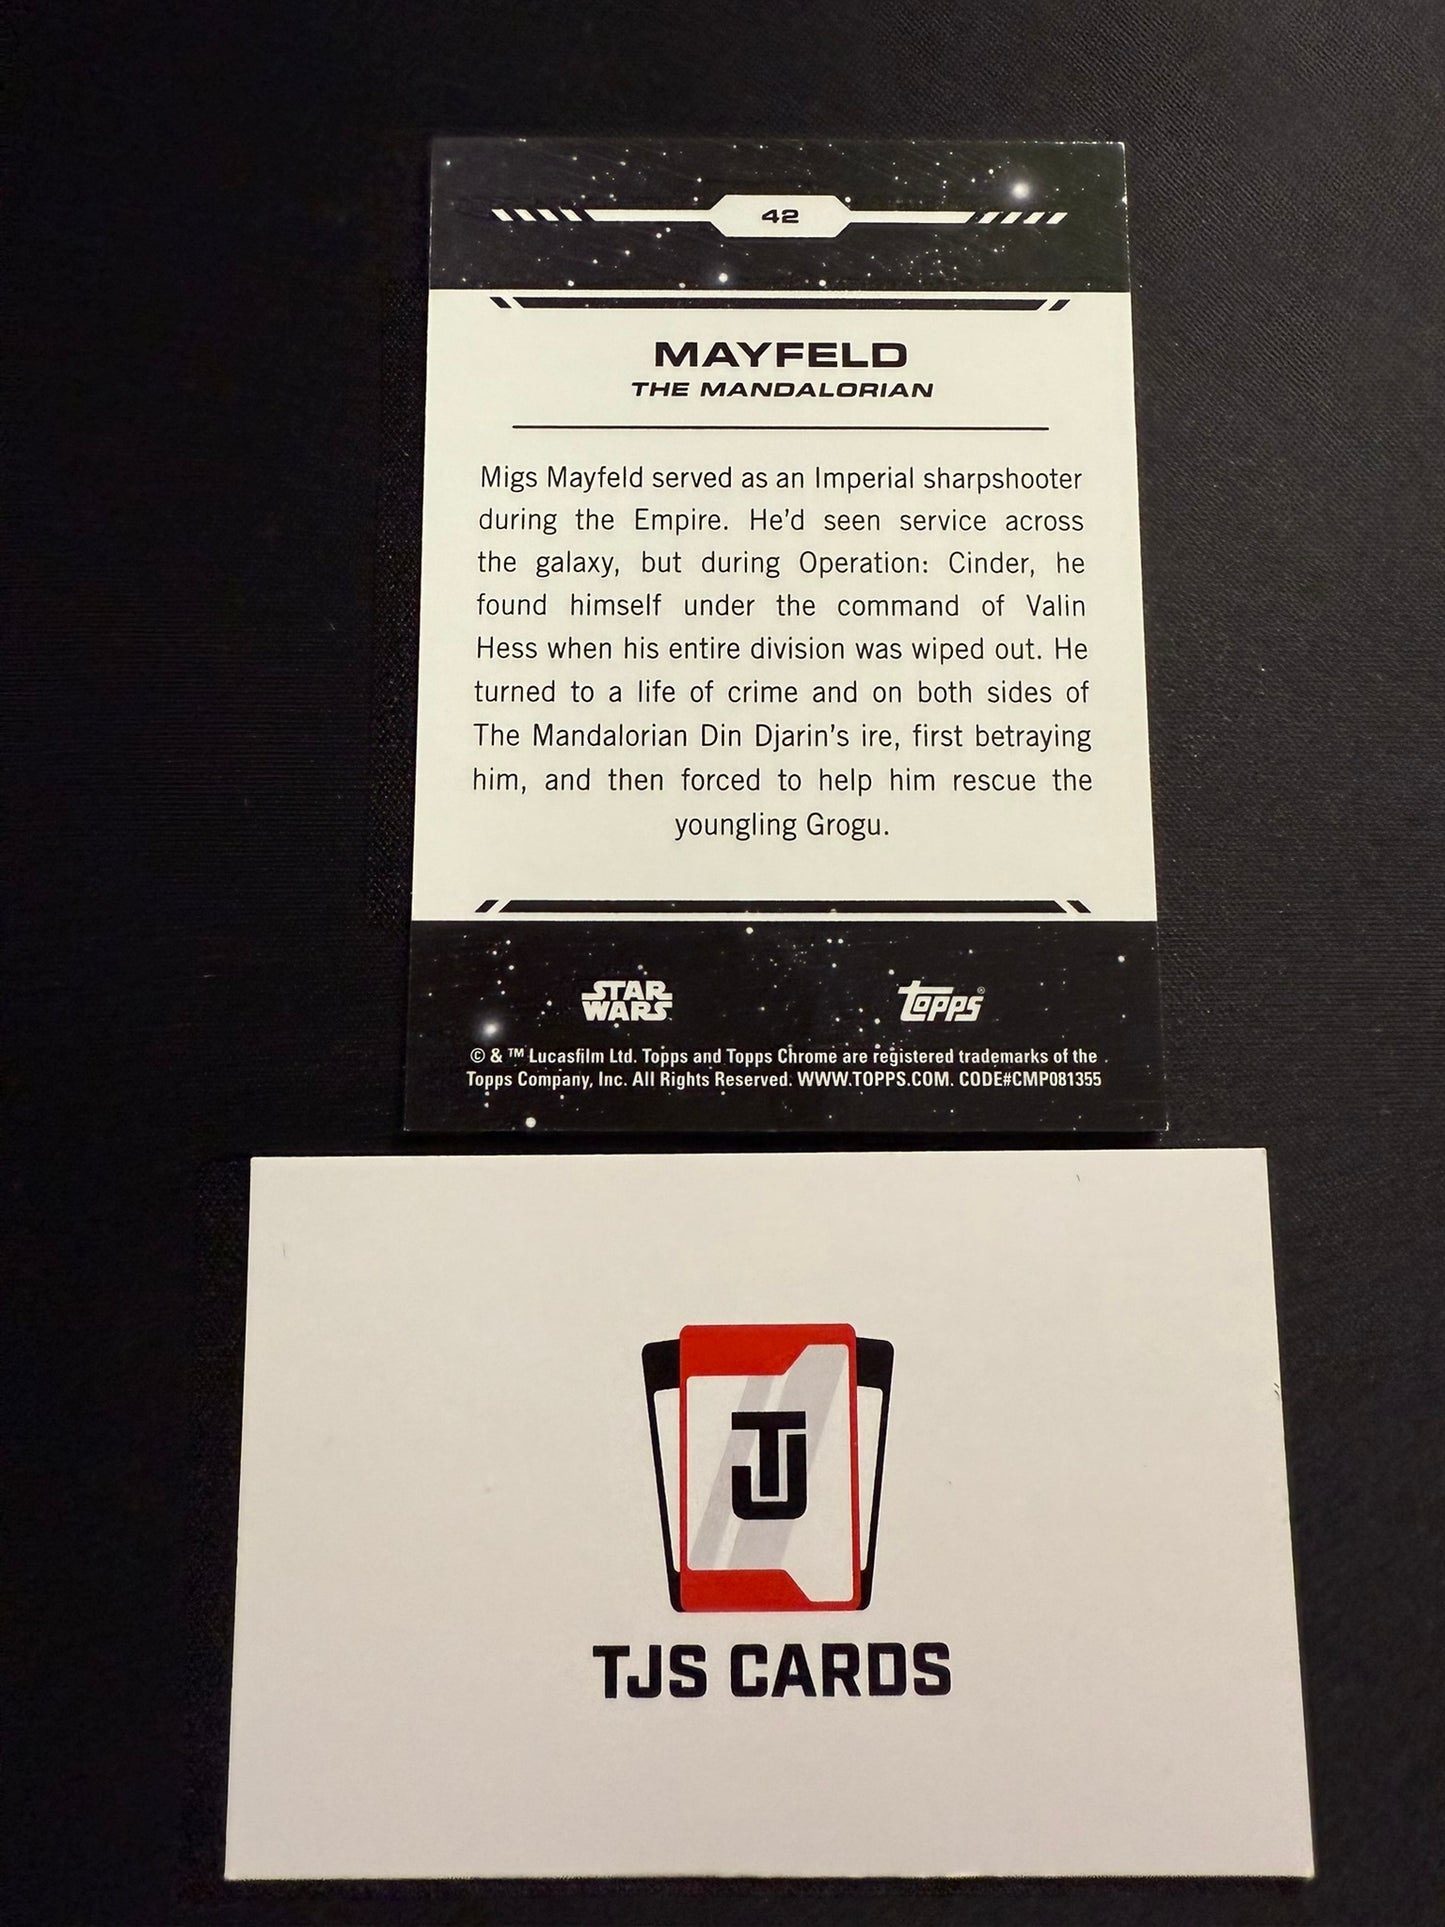 42
MAYFELD
THE MANDALORIAN
Migs Mayfeld served as an Imperial sharpshooter
during the Empire. He’d seen service across
the galaxy, but during Operation: Cinder, he
found himself under the command of Valin
Hess when his entire division was wiped out. He
turned to a life of crime and on both sides of
The Mandalorian Din Djarin’s ire, first betraying
him, and then forced to help him rescue the
youngling Grogu.
STAR
WARS
Topps®
© & ™ Lucasfilm Ltd. Topps and Topps Chrome are registered trademarks of the
Topps Company, Inc. All Rights Reserved. WWW.TOPPS.COM. CODE#CMP081355
TJ
TJS CARDS